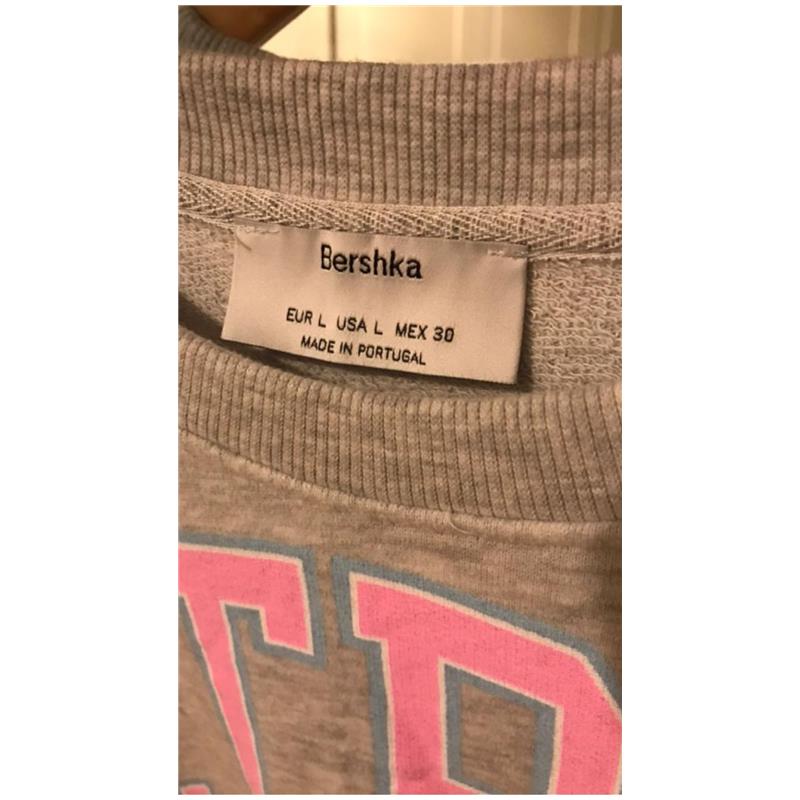 Bershka
EUR L USA L MEX 30
MADE IN PORTUGAL